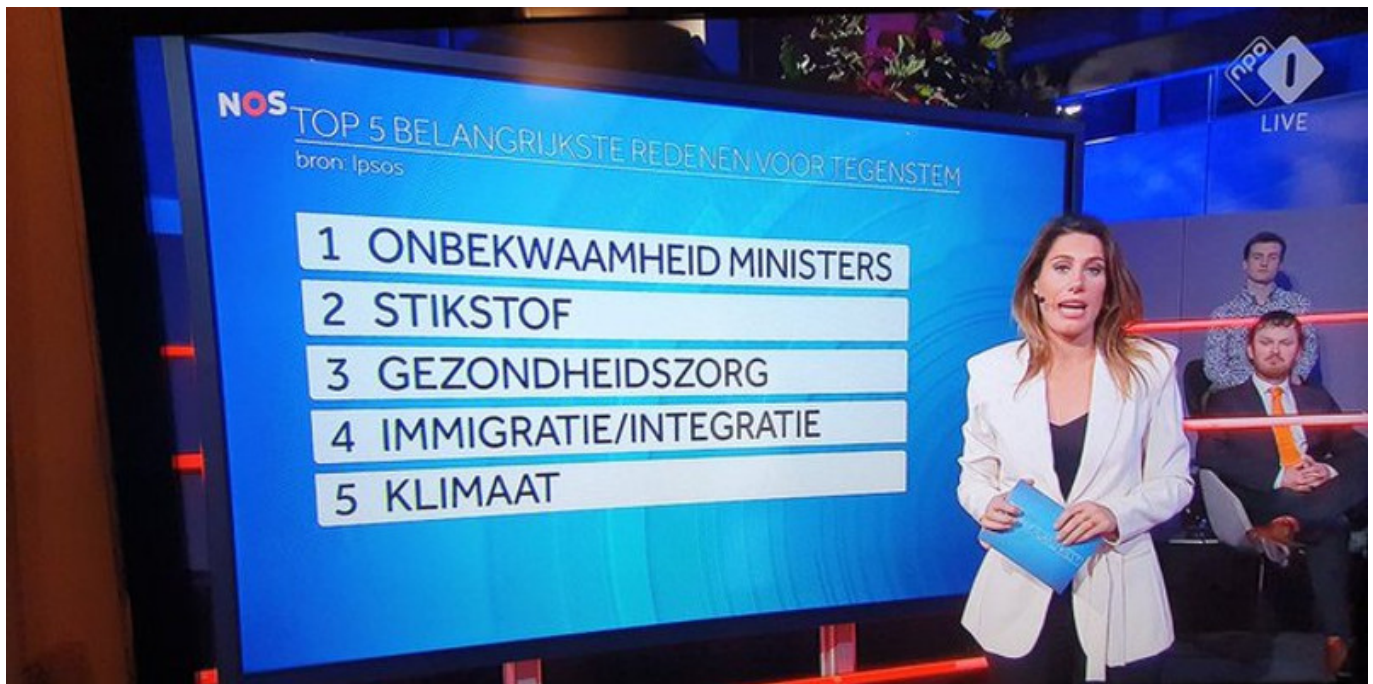 NOS
TOP 5 BELANGRIJKSTE REDENEN VOOR TEGENSTEM
bron: Ipsos
1 ONBEKWAAMHEID MINISTERS
2 STIKSTOF
3 GEZONDHEIDSZORG
4 IMMIGRATIE/INTEGRATIE
5 KLIMAAT
npo 1
LIVE